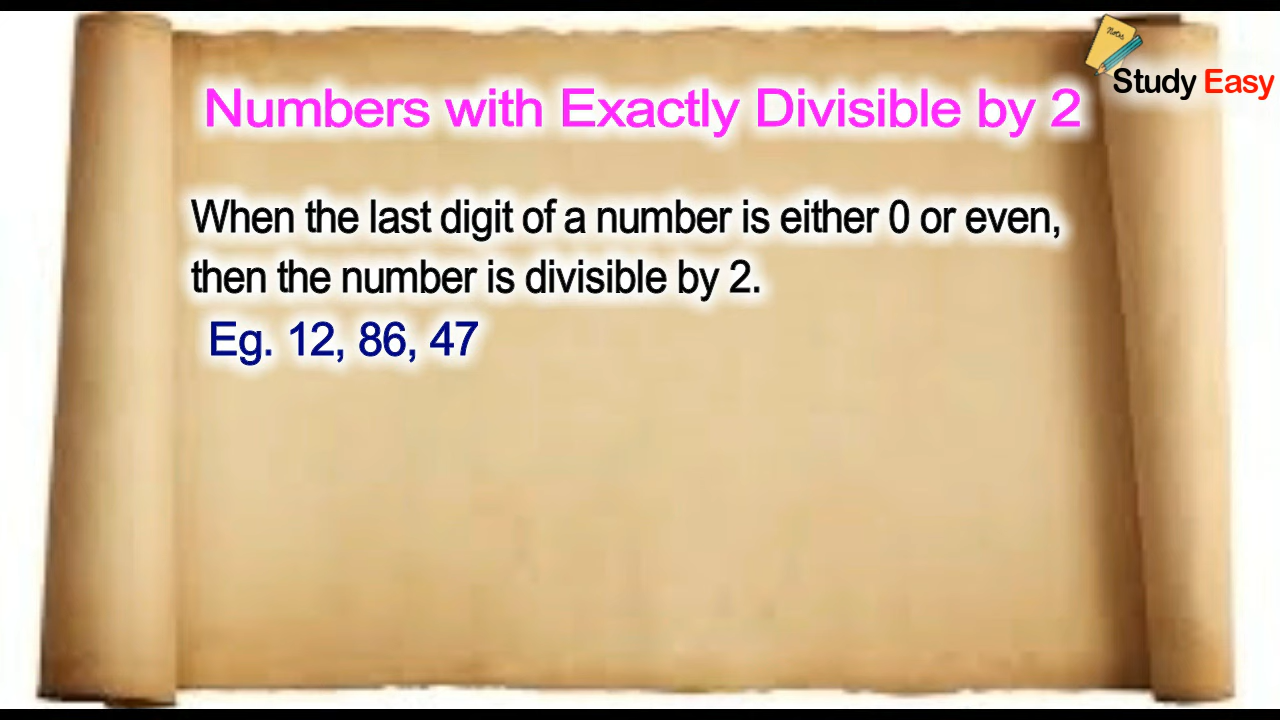 Notes
Study Easy
Numbers with Exactly Divisible by 2
When the last digit of a number is either 0 or even,
then the number is divisible by 2.
Eg. 12, 86, 47